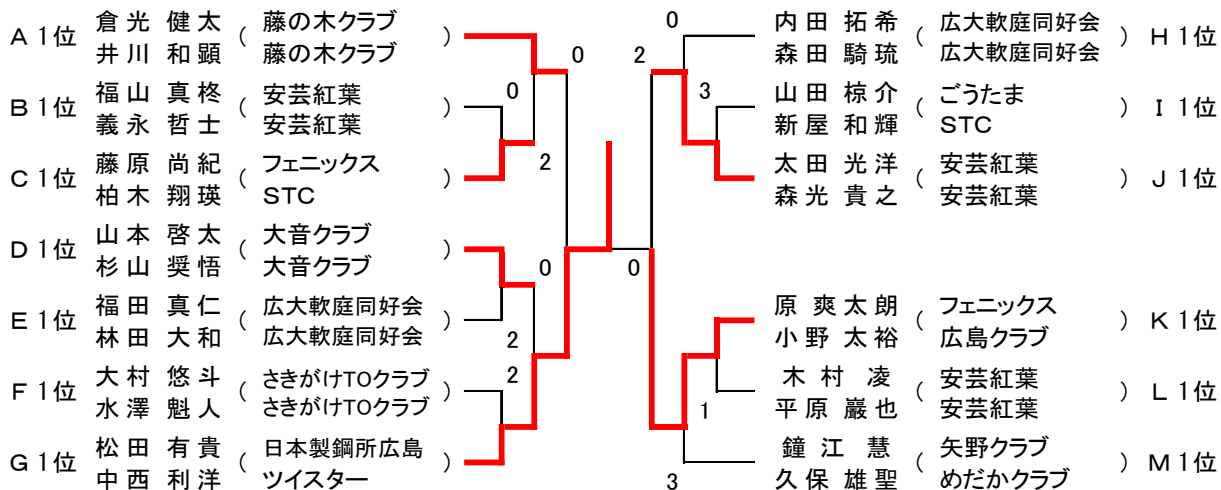 A 1位 倉光 健太 ( 藤の木クラブ )
井川 和顕 藤の木クラブ
B 1位 福山 真柊 ( 安芸紅葉 )
義永 哲士 安芸紅葉
C 1位 藤原 尚紀 ( フェニックス )
柏木 翔瑛 STC
D 1位 山本 啓太 ( 大音クラブ )
杉山 奨悟 大音クラブ
E 1位 福田 真仁 ( 広大軟庭同好会 )
林田 大和 広大軟庭同好会
F 1位 大村 悠斗 ( さきがけTOクラブ )
水澤 魁人 さきがけTOクラブ
G 1位 松田 有貴 ( 日本製鋼所広島 )
中西 利洋 ツイスター
0
0
2
0
2
2
0
2
0
3
0
1
3
内田 拓希 ( 広大軟庭同好会 ) H 1位
森田 騎琉 広大軟庭同好会
山田 椋介 ( ごうたま ) I 1位
新屋 和輝 STC
太田 光洋 ( 安芸紅葉 ) J 1位
森光 貴之 安芸紅葉
原 爽太朗 ( フェニックス ) K 1位
小野 太裕 広島クラブ
木村 凌 ( 安芸紅葉 ) L 1位
平原 巖也 安芸紅葉
鐘江 慧 ( 矢野クラブ ) M 1位
久保 雄聖 めだかクラブ